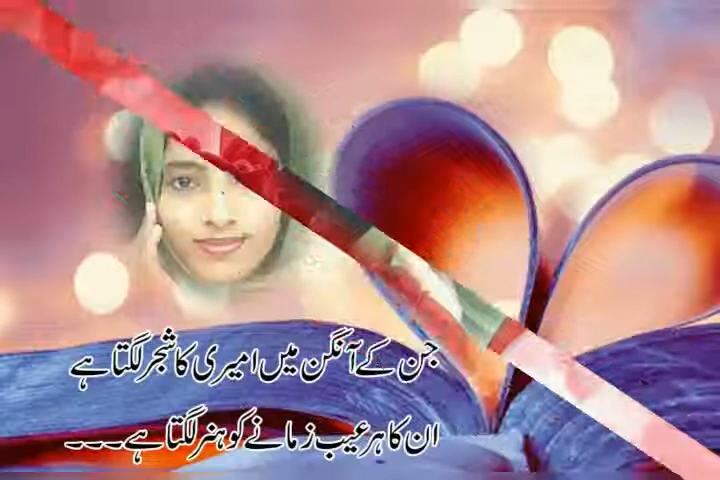 جن کے آنگن میں امیری کا شجر لگتا ہے
ان کا ہر عیب زمانے کو ہنر لگتا ہے۔۔۔